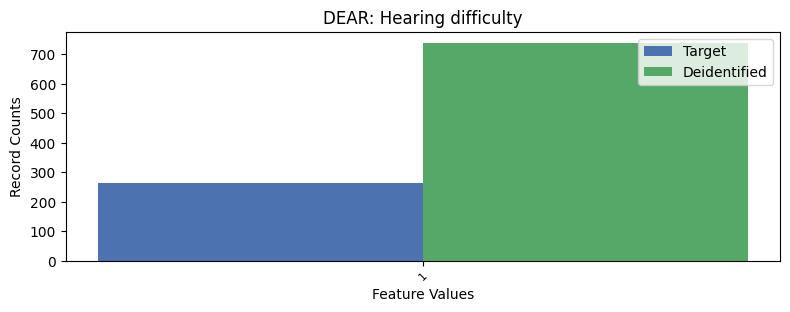 DEAR: Hearing difficulty
Target
Deidentified
Record Counts
700
600
500
400
300
200
100
0
1
Feature Values